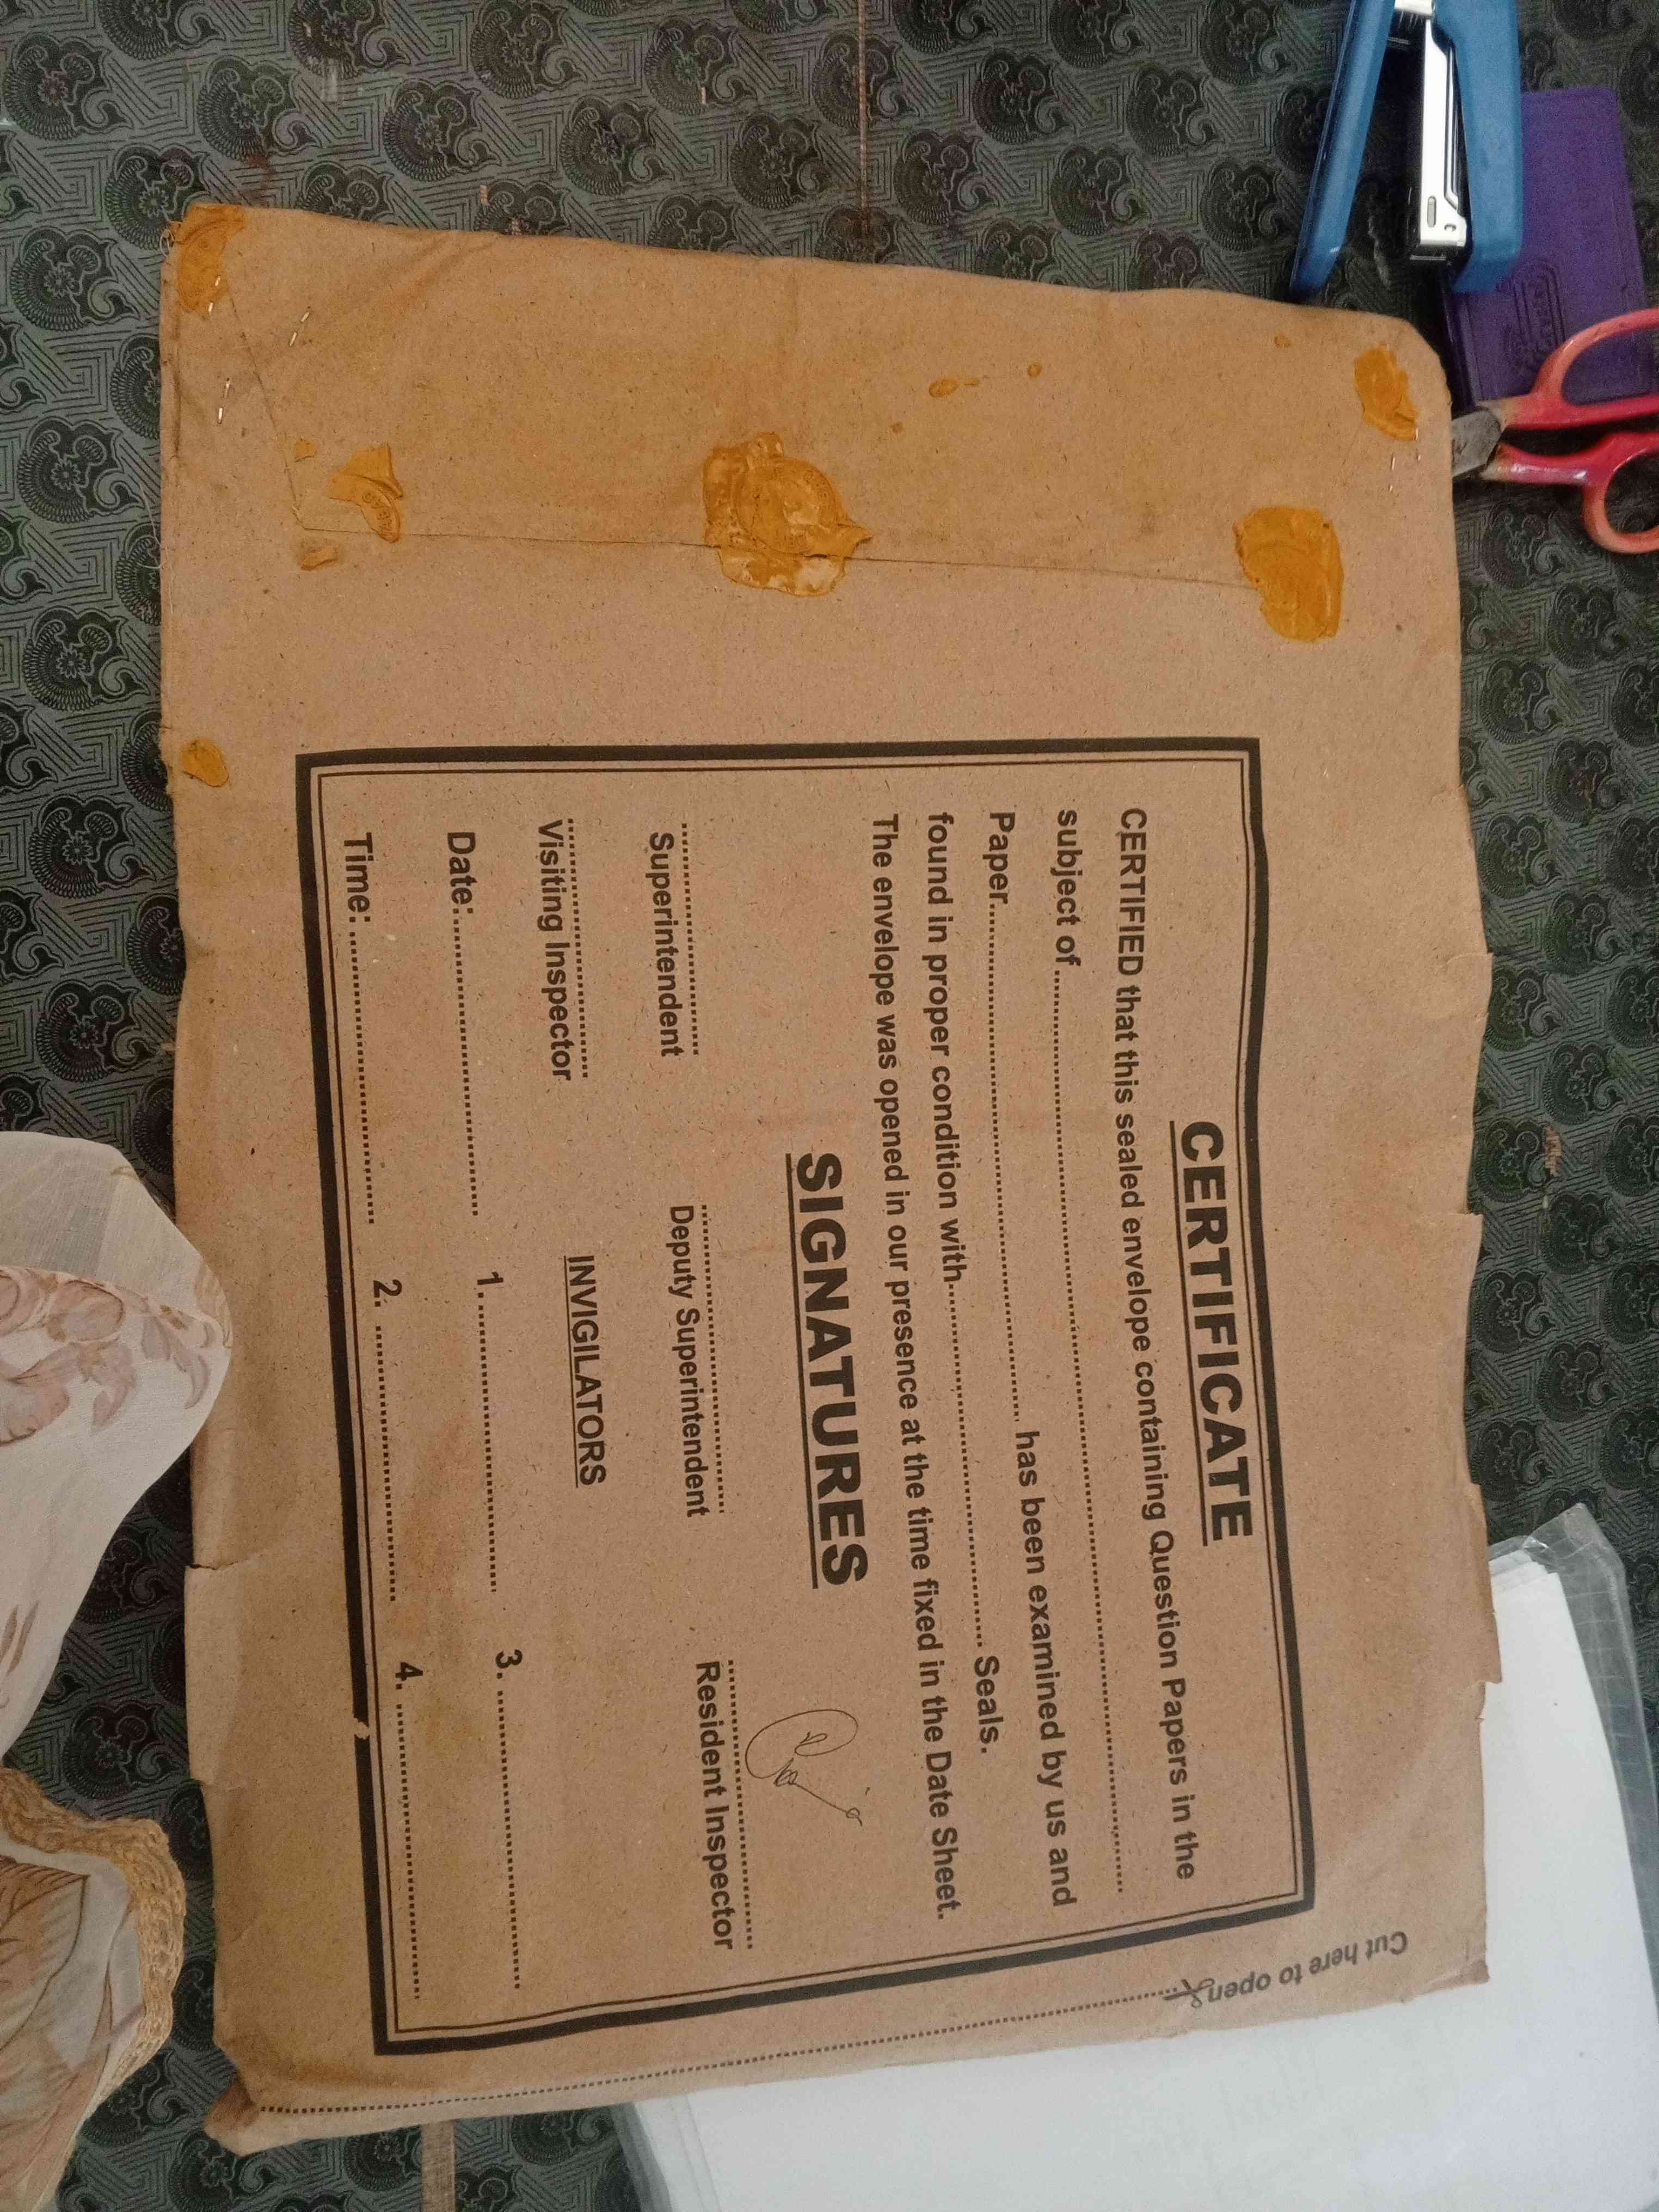 CERTIFICATE
CERTIFIED that this sealed envelope containing Question Papers in the
subject of ........................................................................
Paper................................................ has been examined by us and
found in proper condition with................................ Seals.
The envelope was opened in our presence at the time fixed in the Date Sheet.
SIGNATURES
Superintendent Deputy Superintendent Resident Inspector
Visiting Inspector
INVIGILATORS
Date:........................... 1. ........................... 3. ...........................
Time: ........................... 2. ........................... 4. ...........................
Cut here to open